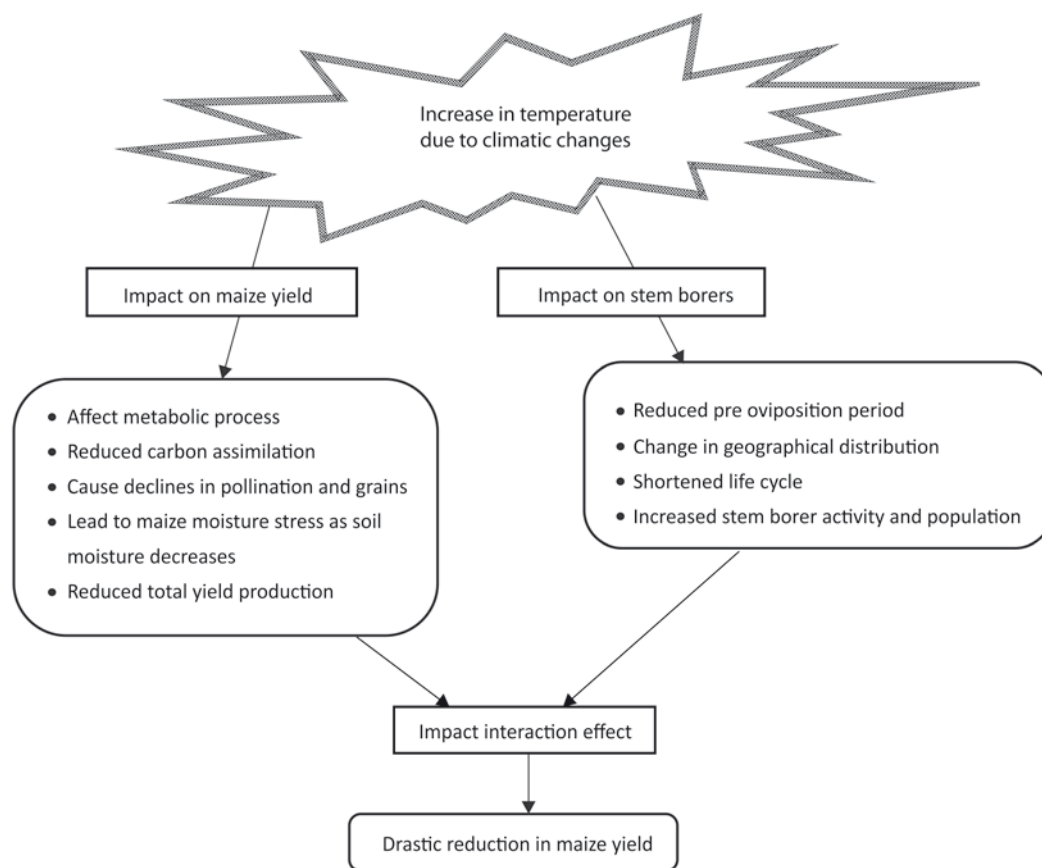 Increase in temperature
due to climatic changes
Impact on maize yield
Impact on stem borers
• Affect metabolic process
• Reduced carbon assimilation
• Cause declines in pollination and grains
• Lead to maize moisture stress as soil
moisture decreases
• Reduced total yield production
• Reduced pre oviposition period
• Change in geographical distribution
• Shortened life cycle
• Increased stem borer activity and population
Impact interaction effect
Drastic reduction in maize yield